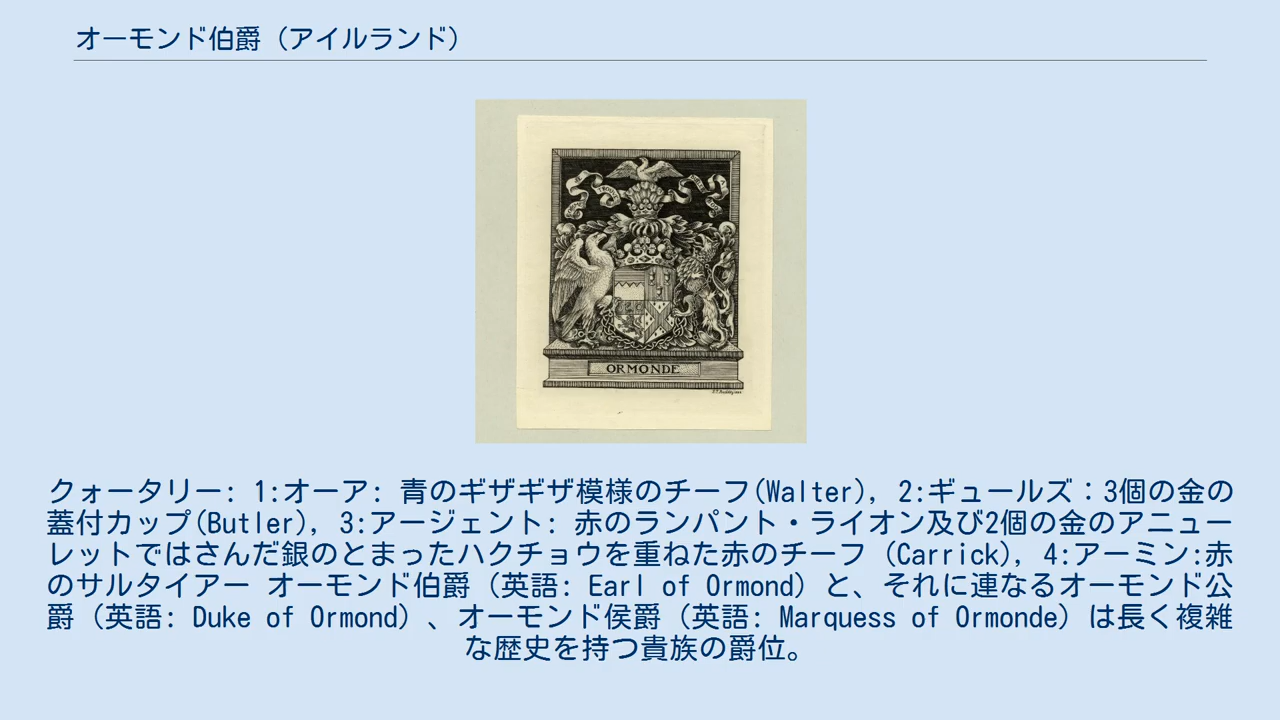 オーモンド伯爵（アイルランド）
ORMONDE
クォータリー: 1:オーア: 青のギザギザ模様のチーフ(Walter), 2:ギュールズ：3個の金の
蓋付カップ(Butler), 3:アージェント: 赤のランパント・ライオン及び2個の金のアニュー
レットではさんだ銀のとまったハクチョウを重ねた赤のチーフ (Carrick), 4:アーミン:赤
のサルタイアー オーモンド伯爵（英語: Earl of Ormond）と、それに連なるオーモンド公
爵（英語: Duke of Ormond）、オーモンド侯爵（英語: Marquess of Ormonde）は長く複雑
な歴史を持つ貴族の爵位。